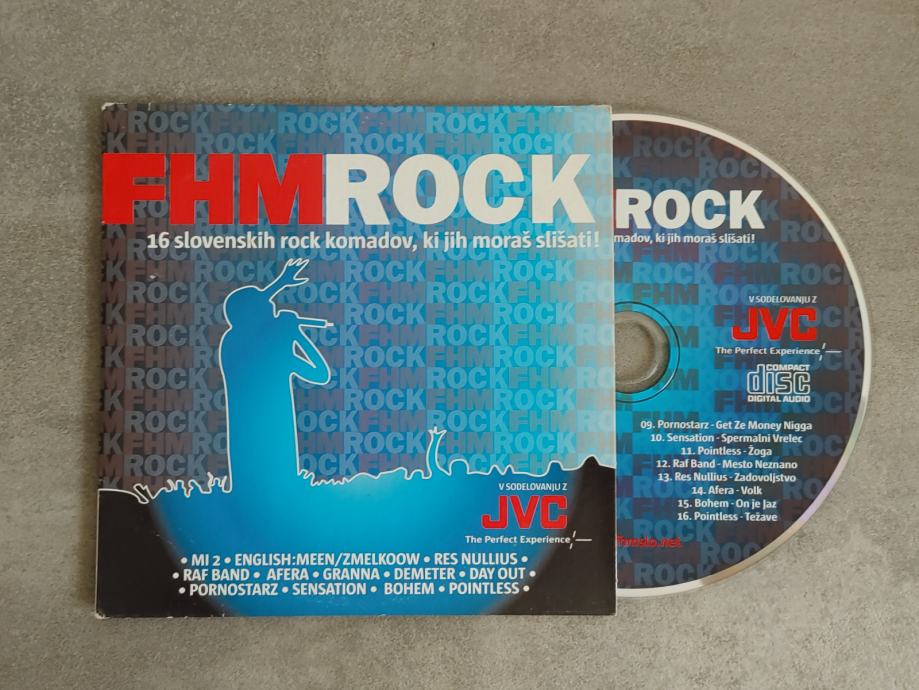 FHMROCK
16 slovenskih rock komadov, ki jih moraš slišati!
V SODELOVANJU Z
JVC
The Perfect Experience
• MI 2 • ENGLISH:MEEN/ZMELKOOW • RES NULLIUS •
• RAF BAND • AFERA • GRANNA • DEMETER • DAY OUT •
• PORNOSTARZ • SENSATION • BOHEM • POINTLESS •
ROCK
madov, ki jih moraš slišati!
V SODELOVANJU Z
JVC
The Perfect Experience
COMPACT
disc
DIGITAL AUDIO
09. Pornostarz - Get Ze Money Nigga
10. Sensation - Spermalni Vrelec
11. Pointless - Žoga
12. Raf Band - Mesto Neznano
13. Res Nullius - Zadovoljstvo
14. Afera - Volk
15. Bohem - On je Jaz
16. Pointless - Težave
fhmslo.net